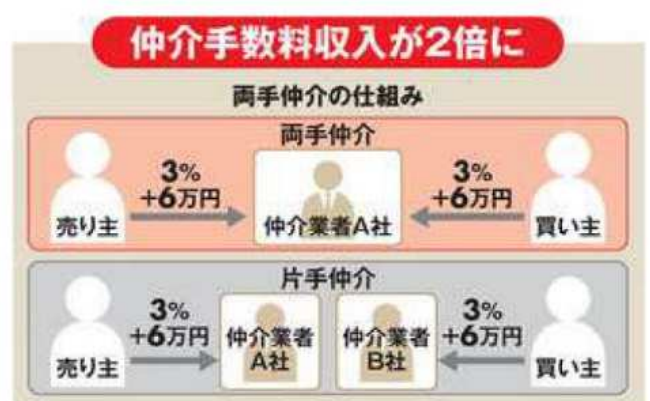 仲介手数料収入が2倍に
両手仲介の仕組み
両手仲介
3%
+6万円
売り主
仲介業者A社
3%
+6万円
買い主
片手仲介
3%
+6万円
売り主
仲介業者
A社
仲介業者
B社
3%
+6万円
買い主